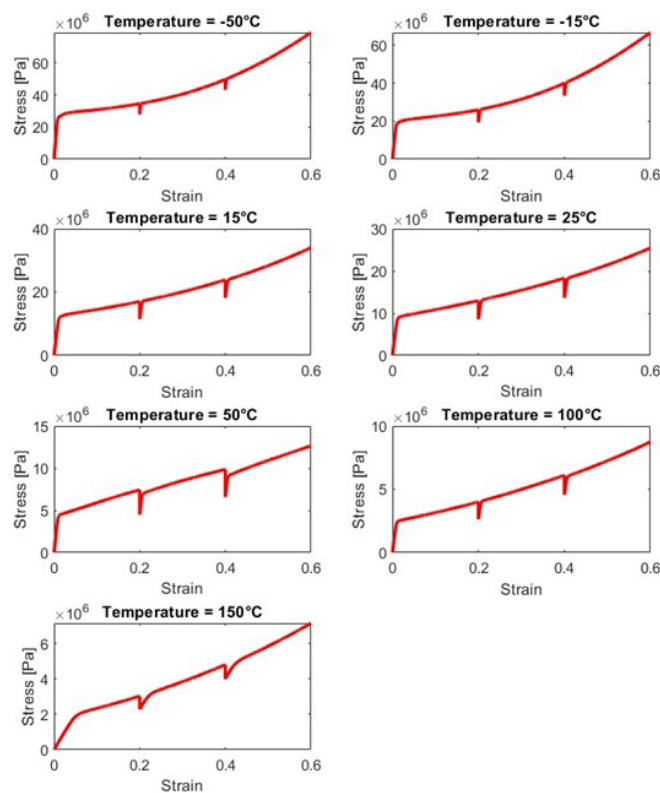 ×10⁶ Temperature = -50°C
Stress [Pa]
60
40
20
0
0 0.2 0.4 0.6
Strain
×10⁶ Temperature = -15°C
Stress [Pa]
60
40
20
0
0 0.2 0.4 0.6
Strain
×10⁶ Temperature = 15°C
Stress [Pa]
40
20
0
0 0.2 0.4 0.6
Strain
×10⁶ Temperature = 25°C
Stress [Pa]
30
20
10
0
0 0.2 0.4 0.6
Strain
×10⁶ Temperature = 50°C
Stress [Pa]
15
10
5
0
0 0.2 0.4 0.6
Strain
×10⁶ Temperature = 100°C
Stress [Pa]
10
5
0
0 0.2 0.4 0.6
Strain
×10⁶ Temperature = 150°C
Stress [Pa]
6
4
2
0
0 0.2 0.4 0.6
Strain